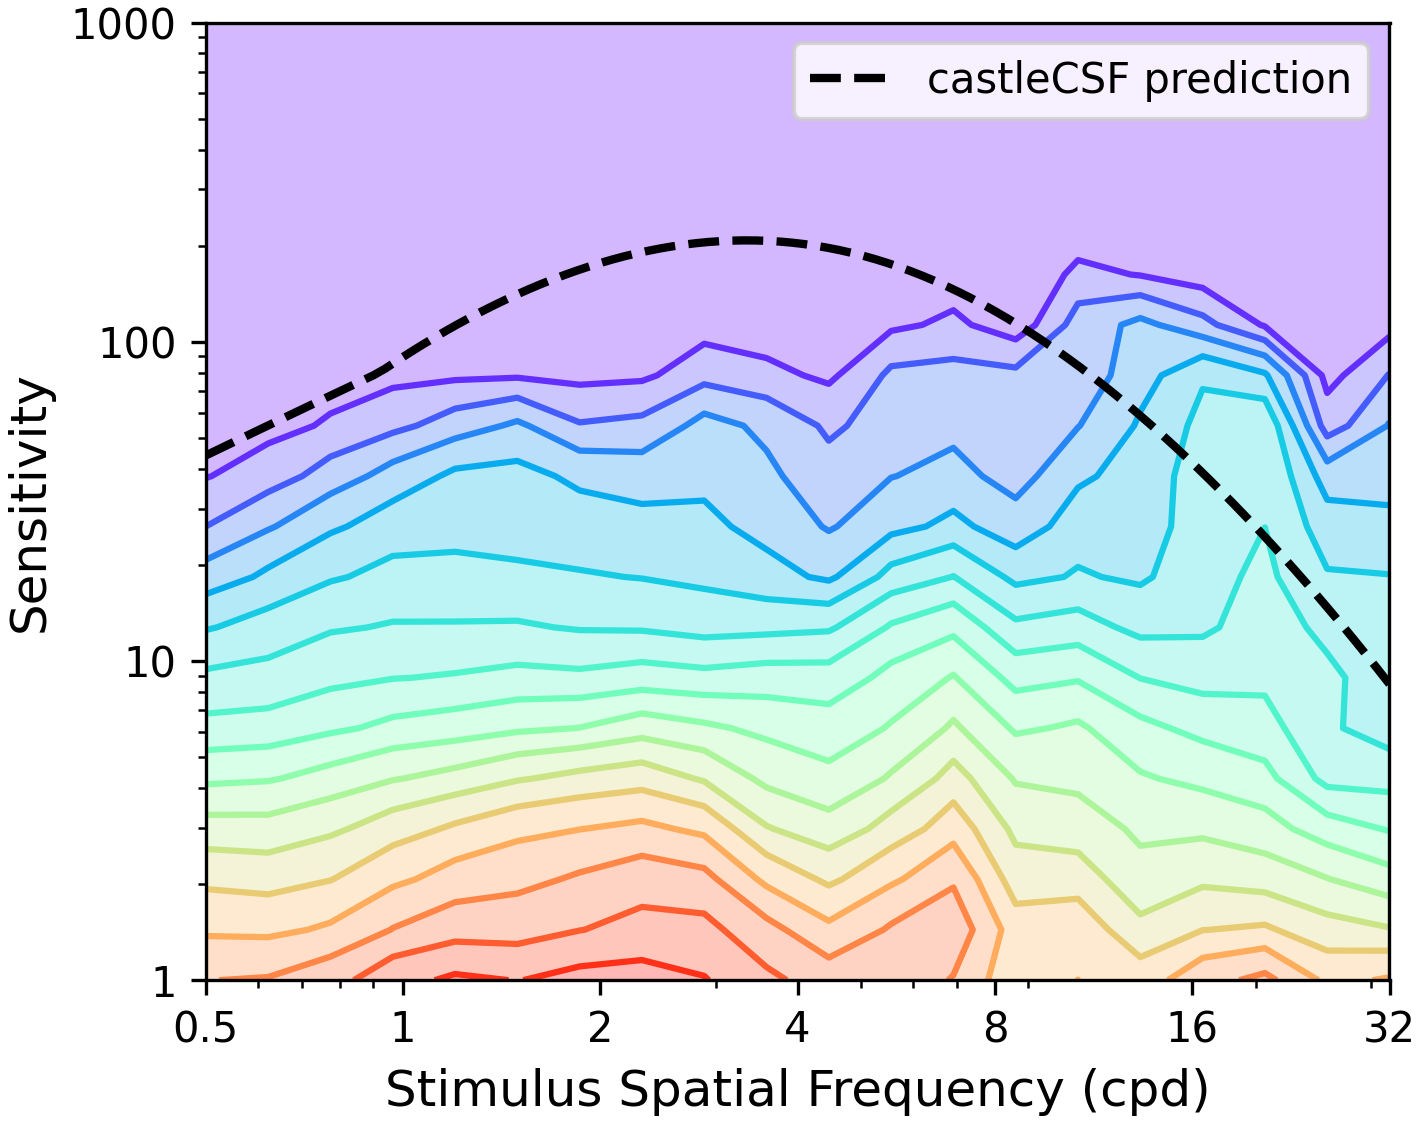 1000
castleCSF prediction
100
Sensitivity
10
1
0.5 1 2 4 8 16 32
Stimulus Spatial Frequency (cpd)